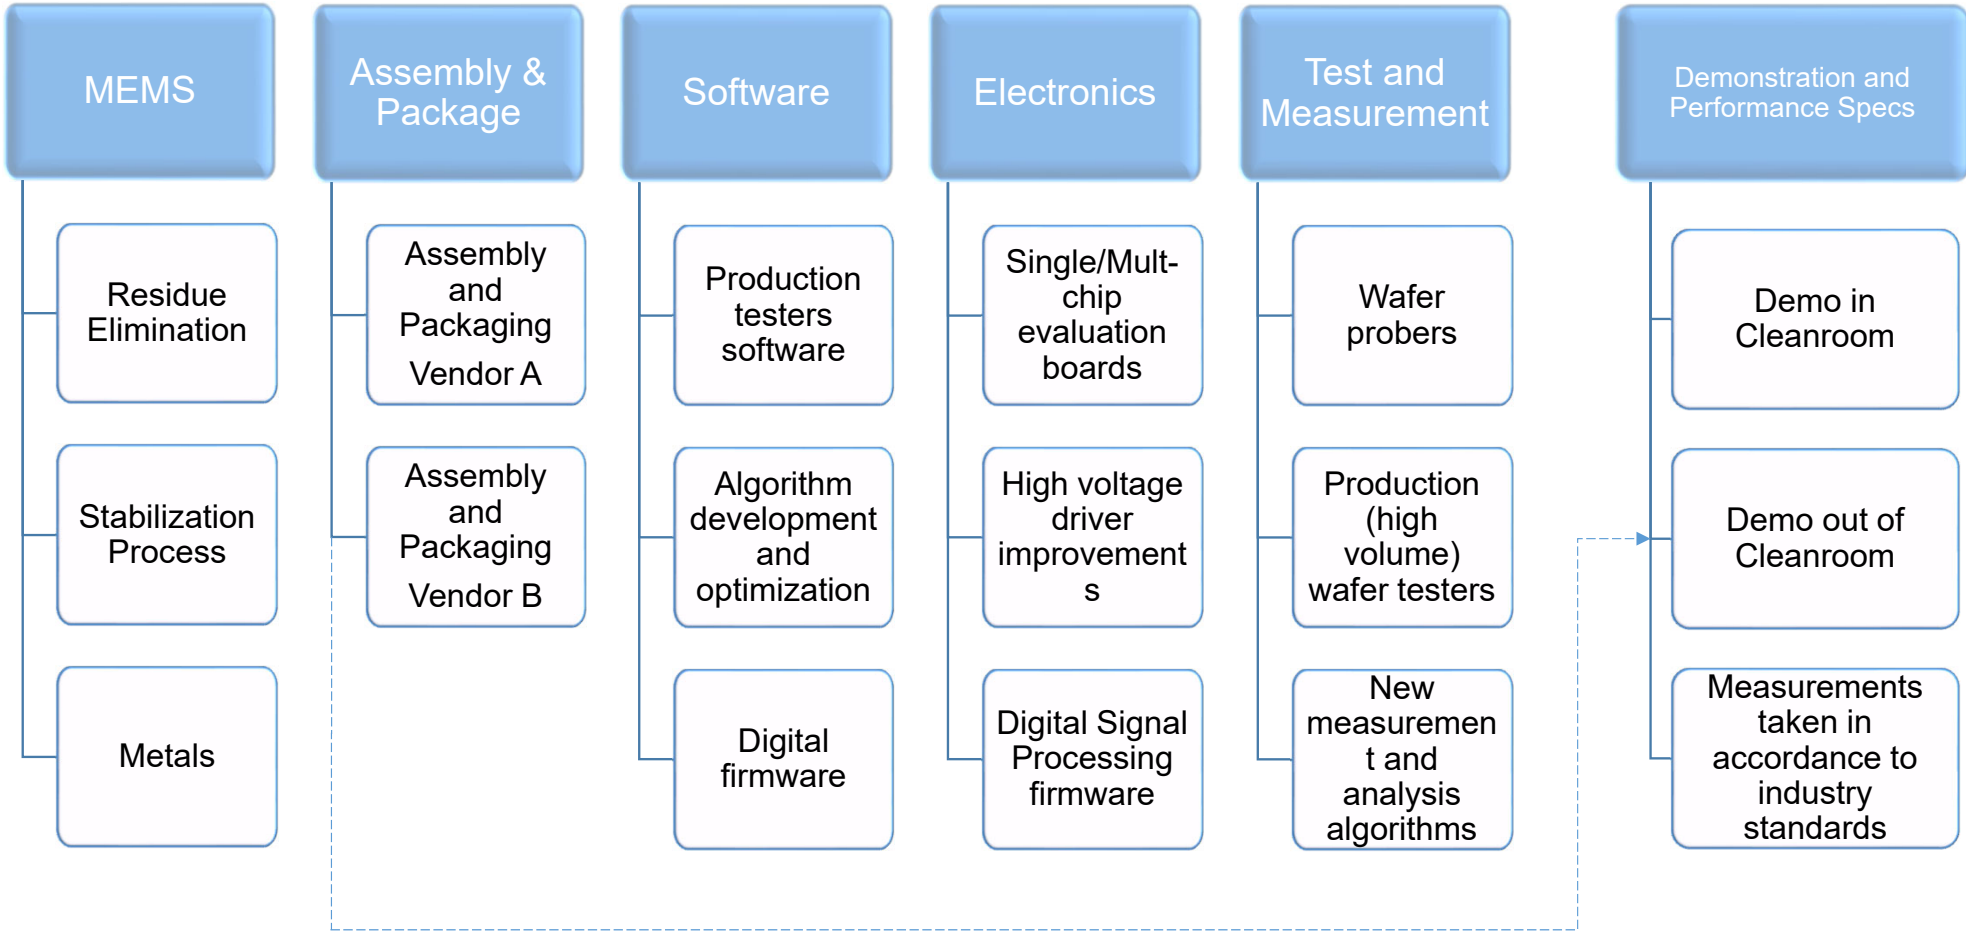 MEMS
Residue
Elimination
Stabilization
Process
Metals
Assembly &
Package
Assembly
and
Packaging
Vendor A
Assembly
and
Packaging
Vendor B
Software
Production
testers
software
Algorithm
development
and
optimization
Digital
firmware
Electronics
Single/Mult-
chip
evaluation
boards
High voltage
driver
improvement
s
Digital Signal
Processing
firmware
Test and
Measurement
Wafer
probers
Production
(high
volume)
wafer testers
New
measuremen
t and
analysis
algorithms
Demonstration and
Performance Specs
Demo in
Cleanroom
Demo out of
Cleanroom
Measurements
taken in
accordance to
industry
standards